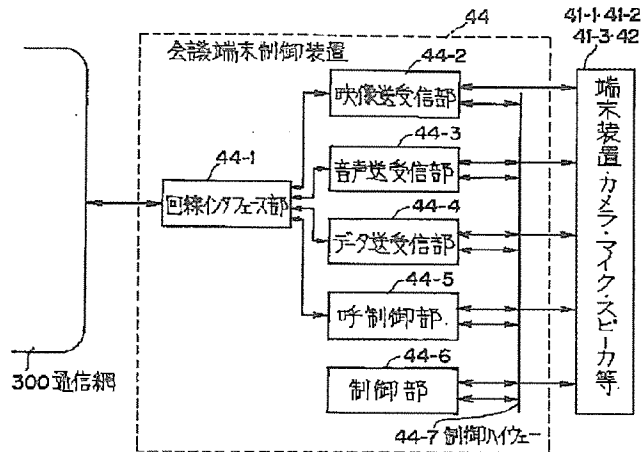 44
会議端末制御装置
44-2
映像送受信部
44-3
音声送受信部
44-1
回線インタフェース部
44-4
データ送受信部
44-5
呼制御部
44-6
制御部
44-7 制御ハイウェー
300 通信網
41-1・41-2
41-3・42
端末装置・カメラ・マイク・スピーカ等